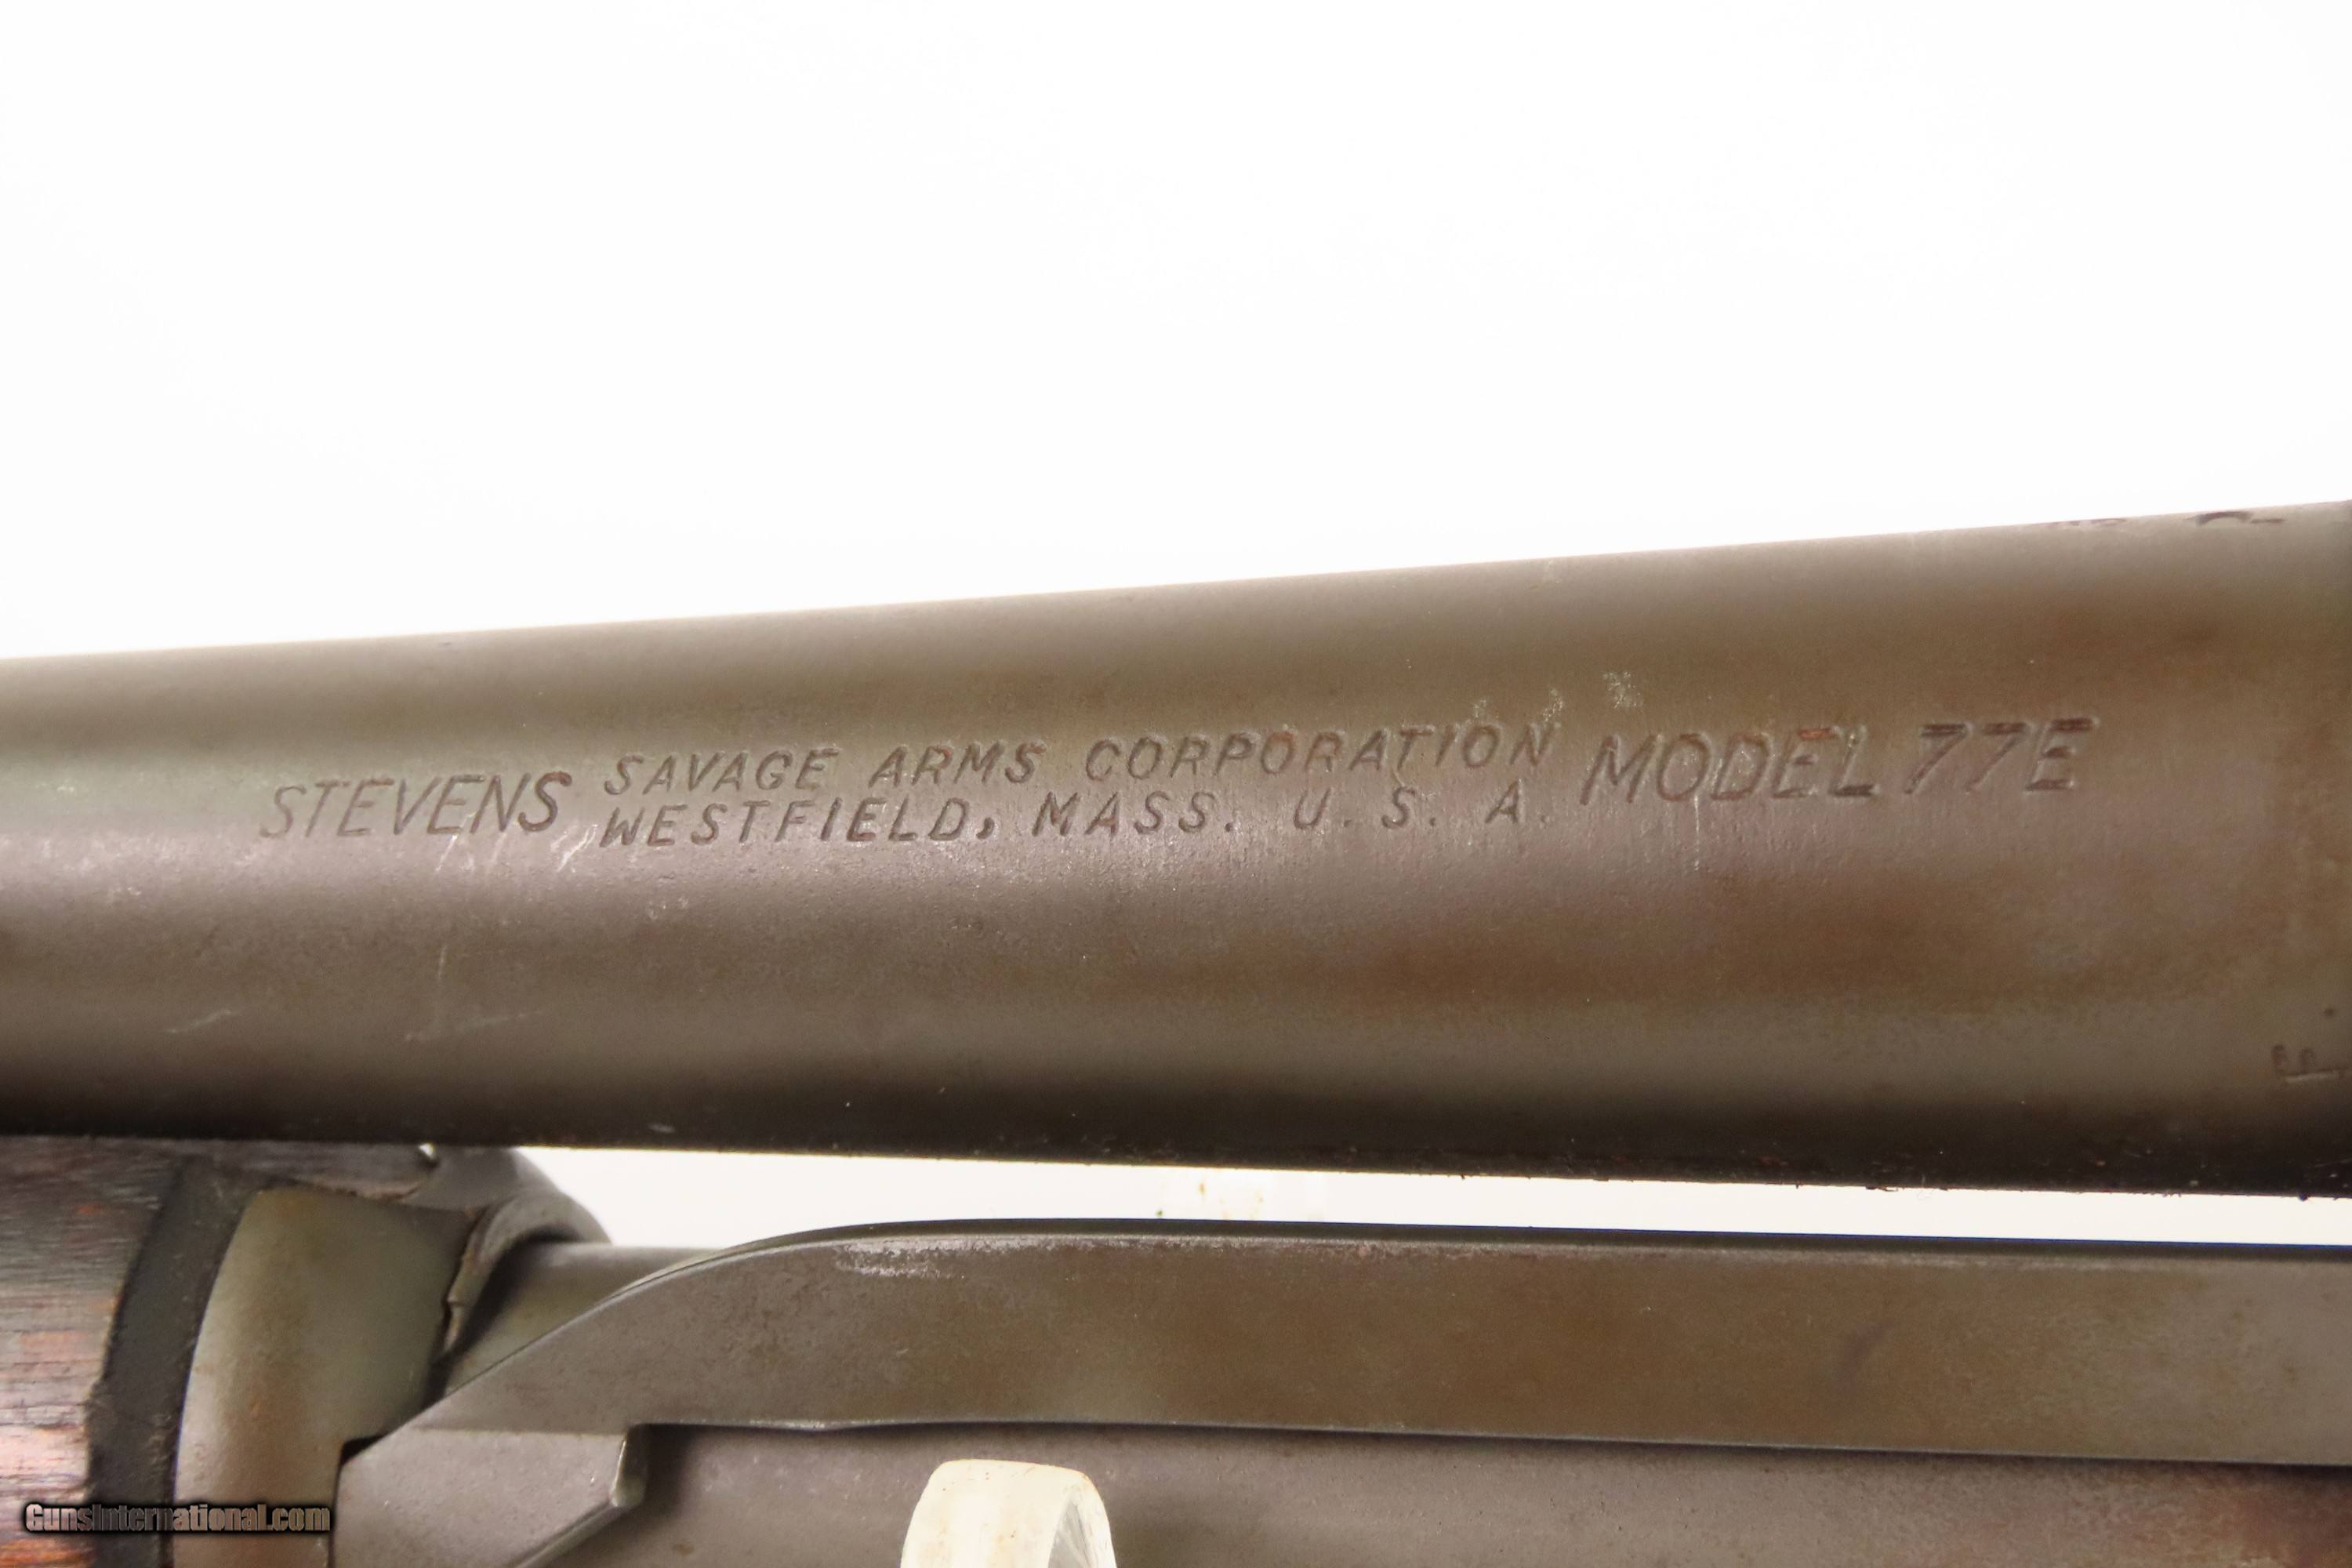 STEVENS SAVAGE ARMS CORPORATION MODEL 77E
WESTFIELD, MASS. U. S. A.
GunsInternational.com